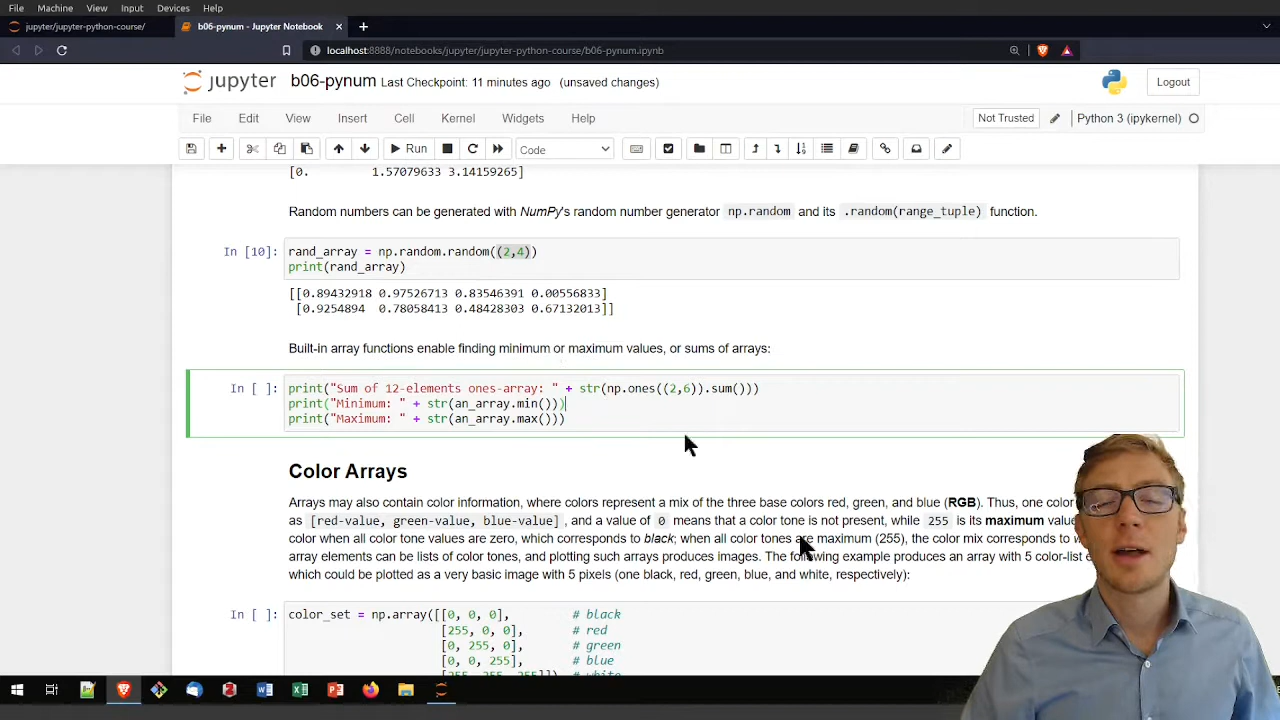 File Machine View Input Devices Help
jupyter/jupyter-python-course/ b06-pynum - Jupyter Notebook
localhost:8888/notebooks/jupyter/jupyter-python-course/b06-pynum.ipynb
jupyter b06-pynum Last Checkpoint: 11 minutes ago (unsaved changes) Logout
File Edit View Insert Cell Kernel Widgets Help Not Trusted Python 3 (ipykernel)
Run Code
[0. 1.57079633 3.14159265]
Random numbers can be generated with NumPy's random number generator np.random and its .random(range_tuple) function.
In [10]: rand_array = np.random.random((2,4))
print(rand_array)
[[0.89432918 0.97526713 0.83546391 0.00556833]
[0.9254894 0.78058413 0.48428303 0.67132013]]
Built-in array functions enable finding minimum or maximum values, or sums of arrays:
In [ ]: print("Sum of 12-elements ones-array: " + str(np.ones((2,6)).sum()))
print("Minimum: " + str(an_array.min()))
print("Maximum: " + str(an_array.max()))
Color Arrays
Arrays may also contain color information, where colors represent a mix of the three base colors red, green, and blue (RGB). Thus, one color
as [red-value, green-value, blue-value], and a value of 0 means that a color tone is not present, while 255 is its maximum value
color when all color tone values are zero, which corresponds to black; when all color tones are maximum (255), the color mix corresponds to
array elements can be lists of color tones, and plotting such arrays produces images. The following example produces an array with 5 color-list
which could be plotted as a very basic image with 5 pixels (one black, red, green, blue, and white, respectively):
In [ ]: color_set = np.array([[0, 0, 0], # black
[255, 0, 0], # red
[0, 255, 0], # green
[0, 0, 255], # blue
[255, 255, 255]]) # white